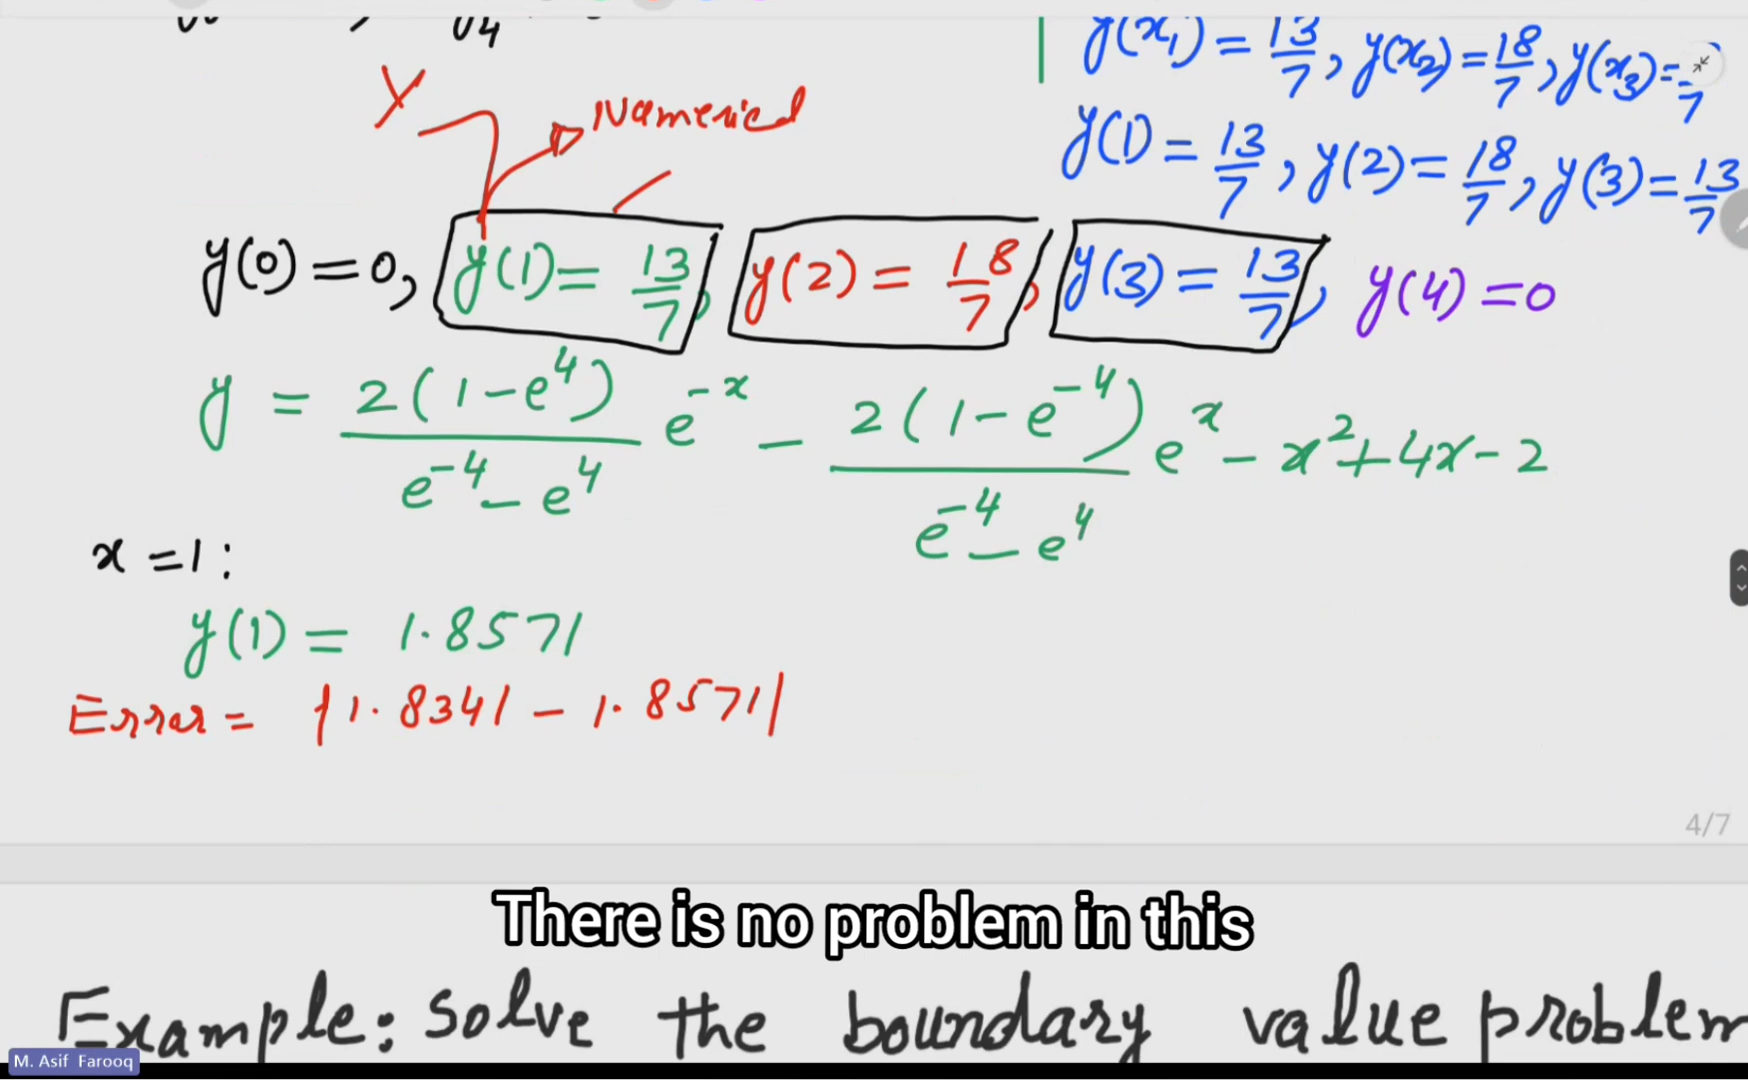 y(x₁) = 13/7, y(x₂) = 18/7, y(x₃) = /7
y(1) = 13/7, y(2) = 18/7, y(3) = 13/7
Numerical
y(0) = 0, y(1) = 13/7, y(2) = 18/7, y(3) = 13/7, y(4) = 0
y = 2(1-e⁴)/(e⁻⁴ - e⁴) e⁻ˣ - 2(1-e⁻⁴)/(e⁻⁴ - e⁴) eˣ - x² + 4x - 2
x = 1 :
y(1) = 1.8571
Error = |1.8341 - 1.8571|
4/7
There is no problem in this
Example: solve the boundary value problem
M. Asif Farooq